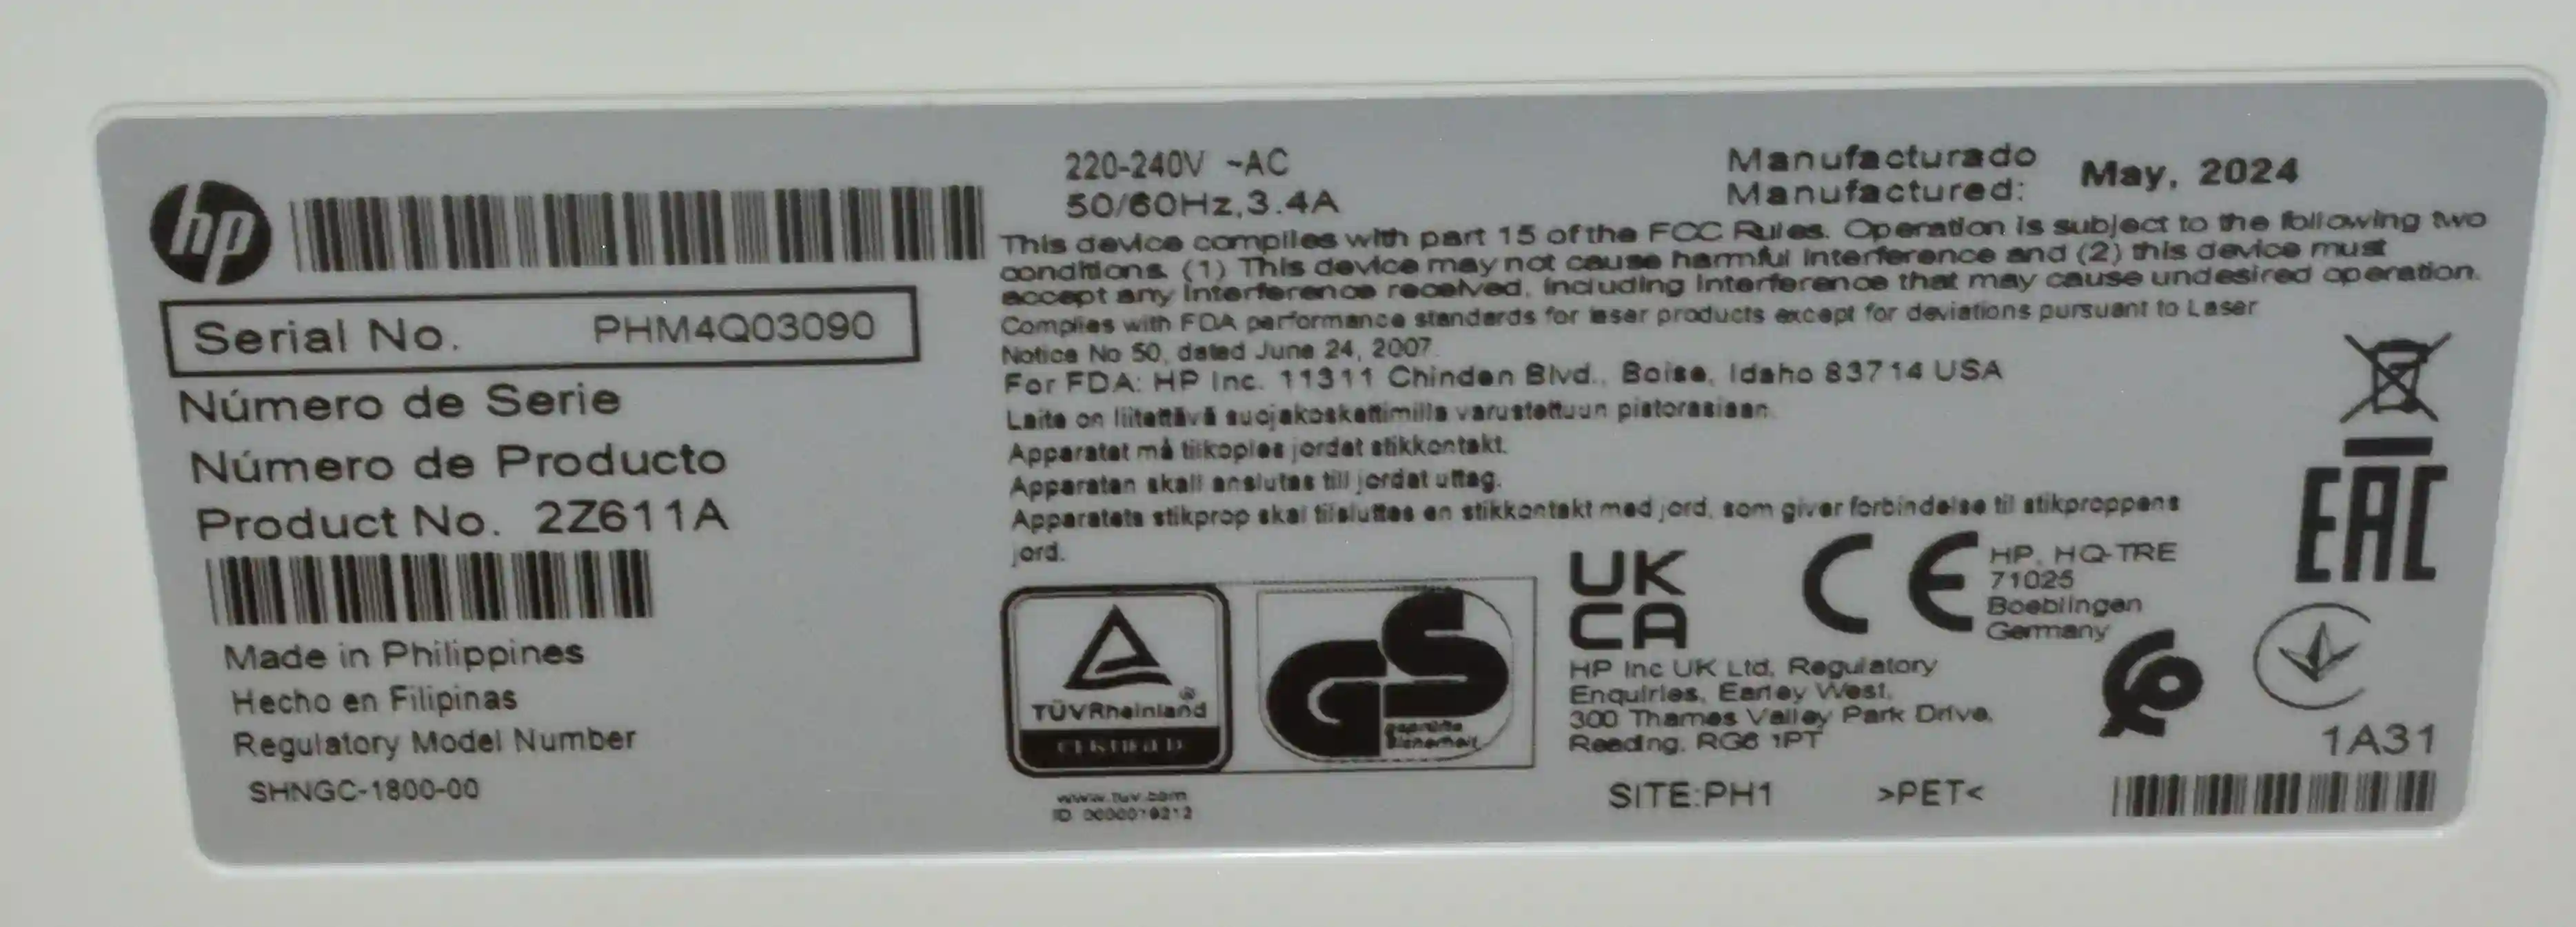 hp
Serial No. PHM4Q03090
Número de Serie
Número de Producto
Product No. 2Z611A
Made in Philippines
Hecho en Filipinas
Regulatory Model Number
SHNGC-1800-00
220-240V ~AC
50/60Hz,3.4A
Manufacturado
Manufactured: May, 2024
This device complies with part 15 of the FCC Rules. Operation is subject to the following two
conditions. (1) This device may not cause harmful interference and (2) this device must
accept any interference received, including interference that may cause undesired operation.
Complies with FDA performance standards for laser products except for deviations pursuant to Laser
Notice No 50, dated June 24, 2007.
For FDA: HP Inc. 11311 Chinden Blvd., Boise, Idaho 83714 USA
Laite on liitettävä suojakoskettimilla varustettuun pistorasiaan.
Apparatet må tilkoples jordet stikkontakt.
Apparaten skall anslutas till jordat uttag.
Apparatets stikprop skal tilsluttes en stikkontakt med jord, som giver forbindelse til stikproppens
jord.
TÜVRheinland ®
CERTIFIED
www.tuv.com
ID 0000019212
GS
geprüfte
Sicherheit
UK
CA
HP Inc UK Ltd, Regulatory
Enquiries, Earley West,
300 Thames Valley Park Drive,
Reading, RG6 1PT
CE
HP, HQ-TRE
71025
Boeblingen
Germany
EAC
1A31
SITE:PH1 >PET<